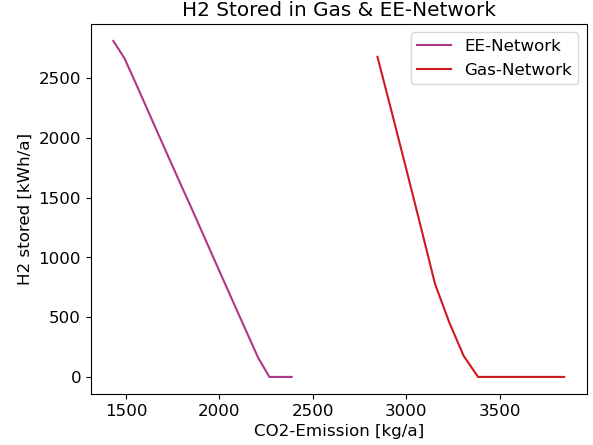 H2 Stored in Gas & EE-Network
EE-Network
Gas-Network
H2 stored [kWh/a]
2500
2000
1500
1000
500
0
1500 2000 2500 3000 3500
CO2-Emission [kg/a]